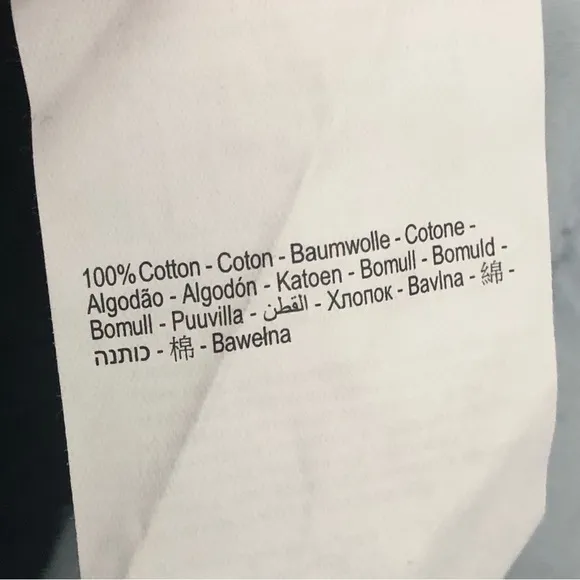 100% Cotton - Coton - Baumwolle - Cotone -
Algodão - Algodón - Katoen - Bomull - Bomuld -
Bomull - Puuvilla - القطن - Хлопок - Bavlna - 綿 -
כותנה - 棉 - Bawełna